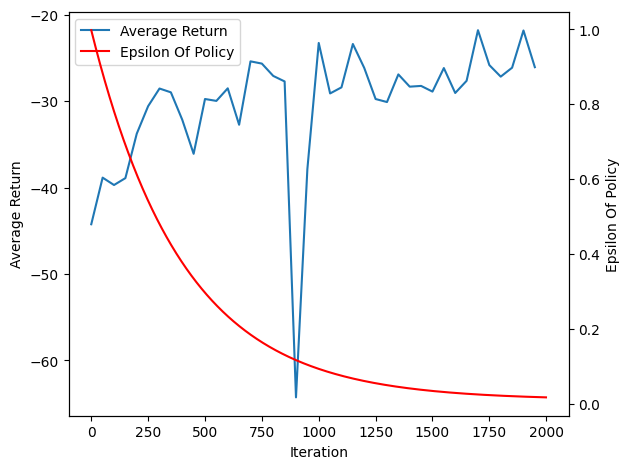 Average Return
Epsilon Of Policy
−20
−30
−40
−50
−60
Average Return
1.0
0.8
0.6
0.4
0.2
0.0
Epsilon Of Policy
0 250 500 750 1000 1250 1500 1750 2000
Iteration